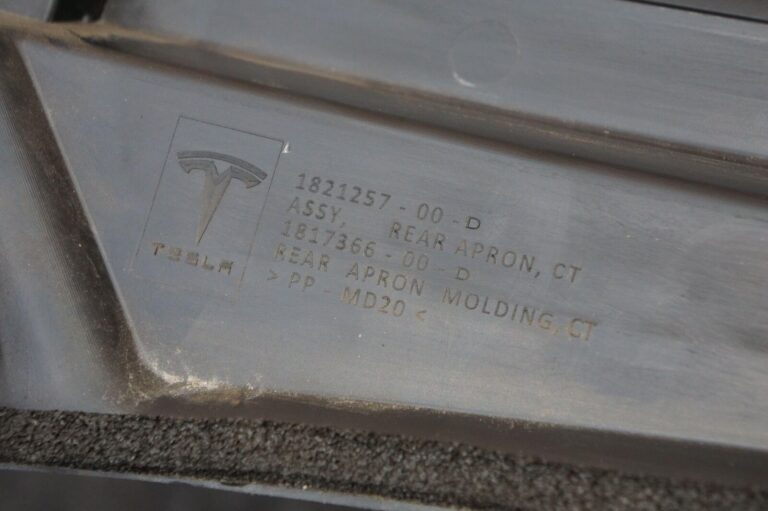 TESLA
1821257 - 00 - D
ASSY, REAR APRON, CT
1817366 - 00 - D
REAR APRON MOLDING, CT
> PP - MD20 <